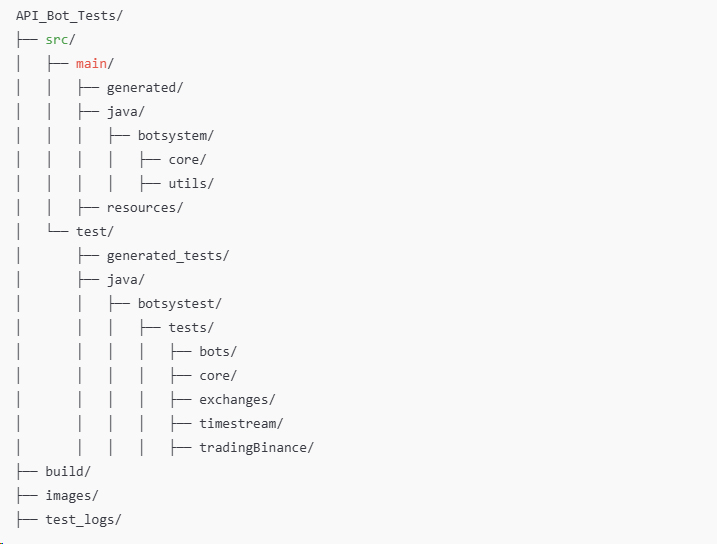 API_Bot_Tests/
├── src/
│   ├── main/
│   │   ├── generated/
│   │   ├── java/
│   │   │   ├── botsystem/
│   │   │   │   ├── core/
│   │   │   │   ├── utils/
│   │   ├── resources/
│   └── test/
│       ├── generated_tests/
│       ├── java/
│       │   ├── botsystest/
│       │   │   ├── tests/
│       │   │   │   ├── bots/
│       │   │   │   ├── core/
│       │   │   │   ├── exchanges/
│       │   │   │   ├── timestream/
│       │   │   │   ├── tradingBinance/
├── build/
├── images/
├── test_logs/